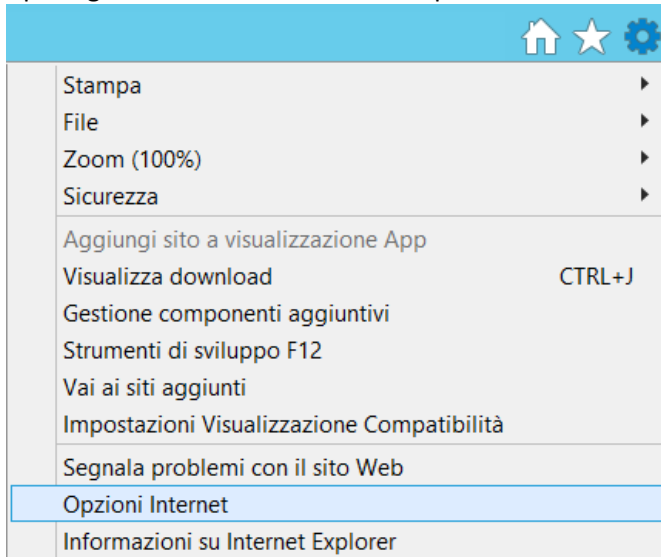 Stampa
File
Zoom (100%)
Sicurezza
Aggiungi sito a visualizzazione App
Visualizza download CTRL+J
Gestione componenti aggiuntivi
Strumenti di sviluppo F12
Vai ai siti aggiunti
Impostazioni Visualizzazione Compatibilità
Segnala problemi con il sito Web
Opzioni Internet
Informazioni su Internet Explorer